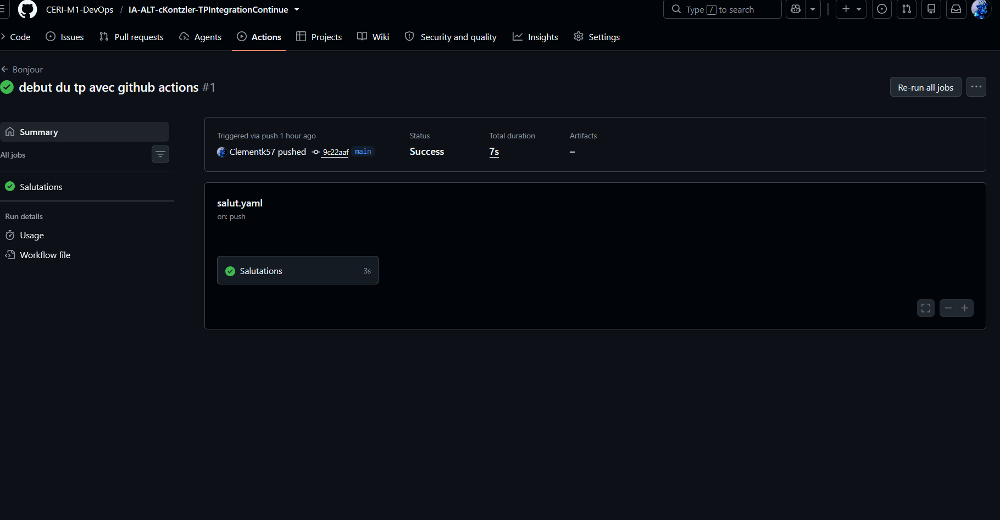 CERI-M1-DevOps / IA-ALT-cKontzler-TPIntegrationContinue
Type / to search
Code Issues Pull requests Agents Actions Projects Wiki Security and quality Insights Settings
Bonjour
debut du tp avec github actions #1
Re-run all jobs
Summary
All jobs
Salutations
Run details
Usage
Workflow file
Triggered via push 1 hour ago
Clementk57 pushed 9c22aaf main
Status
Success
Total duration
7s
Artifacts
–
salut.yaml
on: push
Salutations 3s